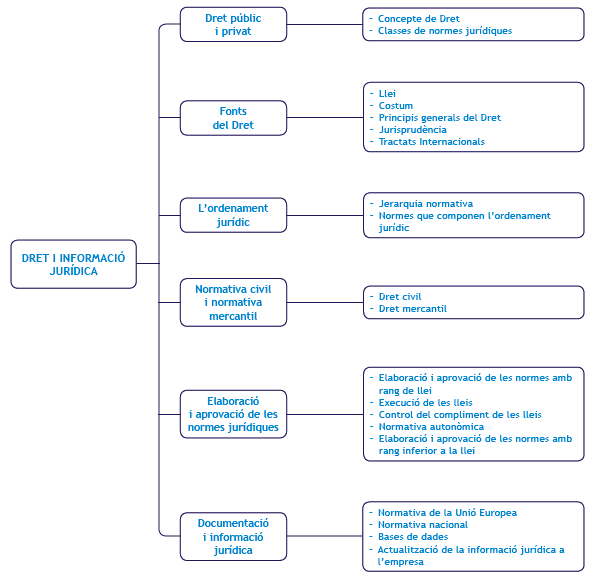 DRET I INFORMACIÓ
JURÍDICA
Dret públic
i privat
- Concepte de Dret
- Classes de normes jurídiques
Fonts
del Dret
- Llei
- Costum
- Principis generals del Dret
- Jurisprudència
- Tractats Internacionals
L’ordenament
jurídic
- Jerarquia normativa
- Normes que componen l’ordenament
jurídic
Normativa civil
i normativa
mercantil
- Dret civil
- Dret mercantil
Elaboració
i aprovació de les
normes jurídiques
- Elaboració i aprovació de les normes amb
rang de llei
- Execució de les lleis
- Control del compliment de les lleis
- Normativa autonòmica
- Elaboració i aprovació de les normes amb
rang inferior a la llei
Documentació
i informació
jurídica
- Normativa de la Unió Europea
- Normativa nacional
- Bases de dades
- Actualització de la informació jurídica a
l’empresa